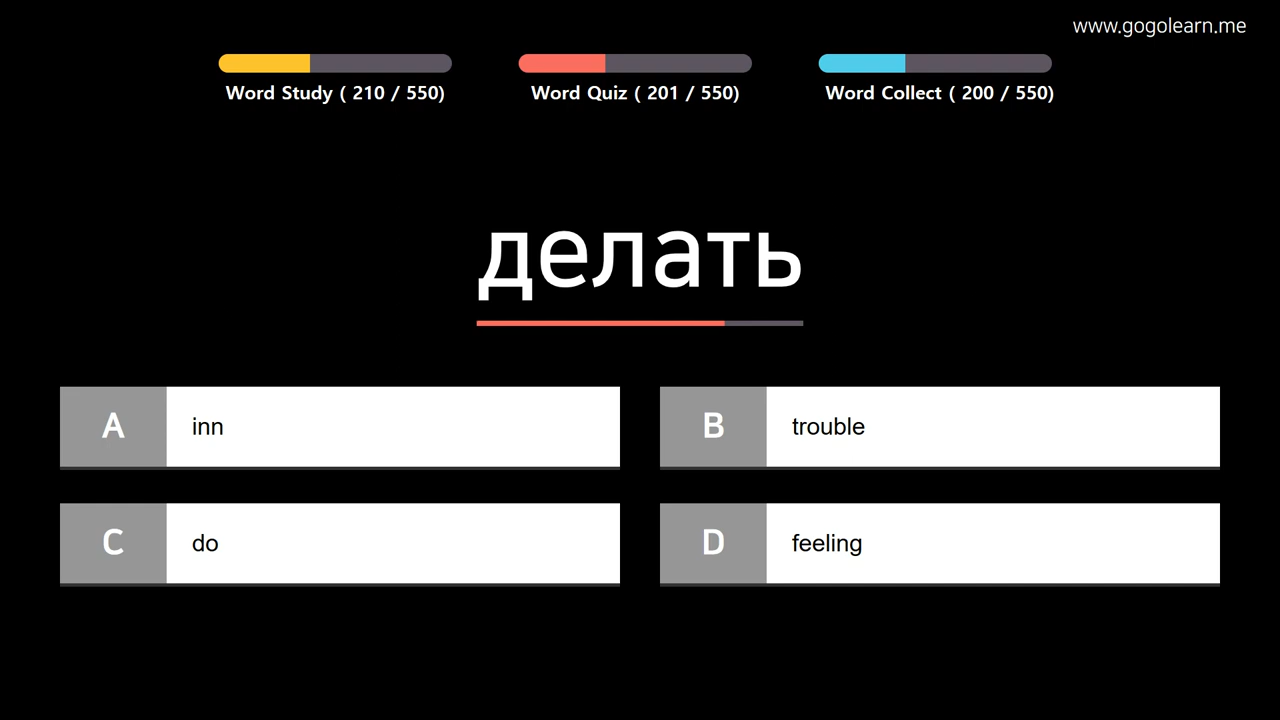 www.gogolearn.me
Word Study ( 210 / 550)
Word Quiz ( 201 / 550)
Word Collect ( 200 / 550)
делать
A inn
B trouble
C do
D feeling